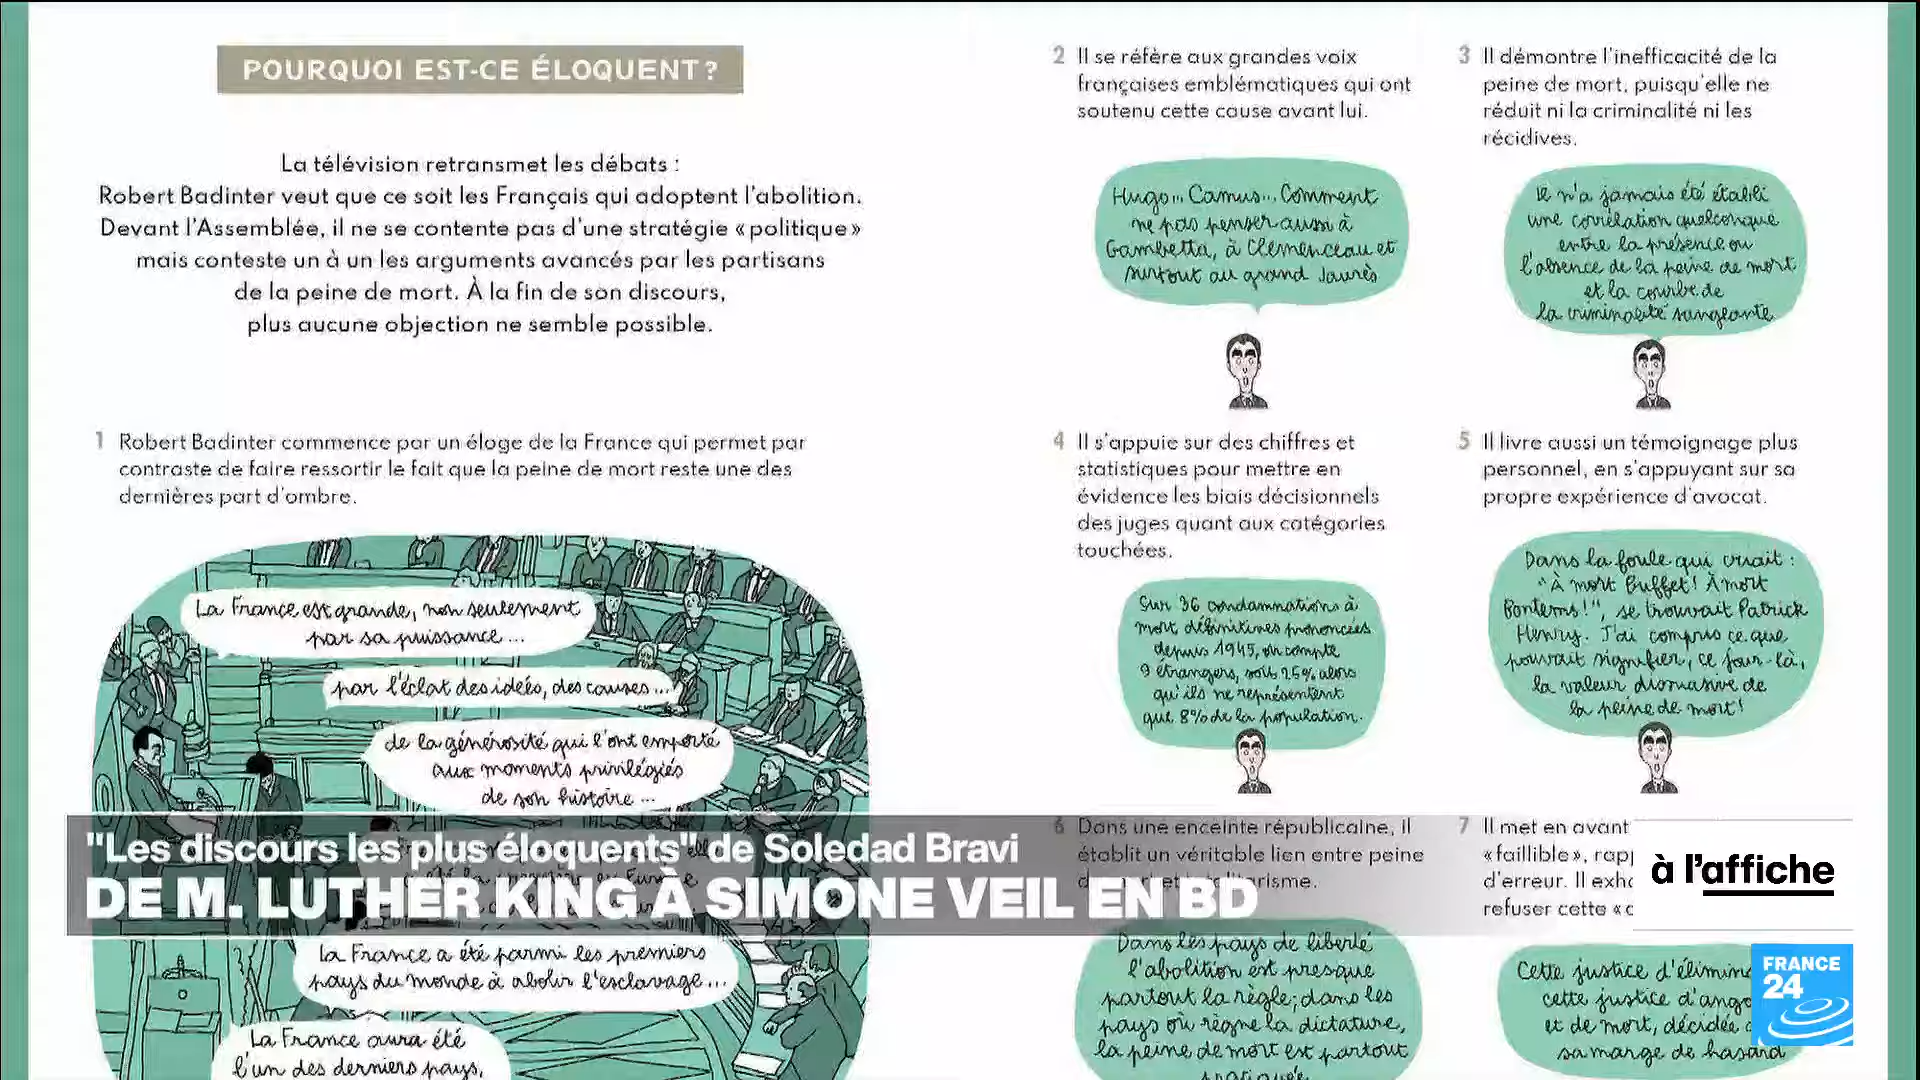 POURQUOI EST-CE ÉLOQUENT ?
La télévision retransmet les débats :
Robert Badinter veut que ce soit les Français qui adoptent l'abolition.
Devant l'Assemblée, il ne se contente pas d'une stratégie « politique »
mais conteste un à un les arguments avancés par les partisans
de la peine de mort. À la fin de son discours,
plus aucune objection ne semble possible.
1 Robert Badinter commence par un éloge de la France qui permet par
contraste de faire ressortir le fait que la peine de mort reste une des
dernières part d'ombre.
La France est grande, non seulement
par sa puissance ...
par l'éclat des idées, des causes ...
de la générosité qui l'ont emporté
aux moments privilégiés
de son histoire ...
La France a été parmi les premiers
pays du monde à abolir l'esclavage ...
La France aura été
l'un des derniers pays,
2 Il se réfère aux grandes voix
françaises emblématiques qui ont
soutenu cette cause avant lui.
Hugo... Camus... Comment
ne pas penser aussi à
Gambetta, à Clemenceau et
surtout au grand Jaurès
3 Il démontre l'inefficacité de la
peine de mort, puisqu'elle ne
réduit ni la criminalité ni les
récidives.
Il n'a jamais été établi
une corrélation quelconque
entre la présence ou
l'absence de la peine de mort
et la courbe de
la criminalité sanglante
4 Il s'appuie sur des chiffres et
statistiques pour mettre en
évidence les biais décisionnels
des juges quant aux catégories
touchées.
Sur 36 condamnations à
mort définitives prononcées
depuis 1945, on compte
9 étrangers, soit 25% alors
qu'ils ne représentent
que 8% de la population.
5 Il livre aussi un témoignage plus
personnel, en s'appuyant sur sa
propre expérience d'avocat.
Dans la foule qui criait :
"À mort Buffet ! À mort
Bontems !", se trouvait Patrick
Henry. J'ai compris ce que
pouvait signifier, ce jour-là,
la valeur dissuasive de
la peine de mort !
6 Dans une enceinte républicaine, il
établit un véritable lien entre peine
Dans les pays de liberté
l'abolition est presque
partout la règle; dans les
pays où règne la dictature,
la peine de mort est partout
pratiquée
7 Il met en avant
« faillible », rapp
d'erreur. Il exho
refuser cette « c
Cette justice d'élimin
cette justice d'ango
et de mort, décidée
sa marge de hasard
"Les discours les plus éloquents" de Soledad Bravi
DE M. LUTHER KING À SIMONE VEIL EN BD
à l'affiche
FRANCE
24